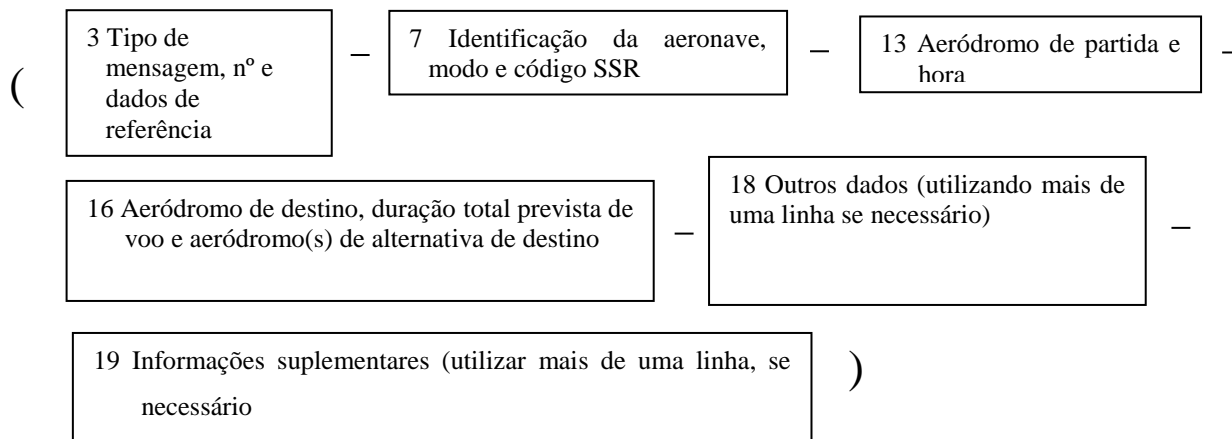 (
3 Tipo de
mensagem, nº e
dados de
referência
–
7 Identificação da aeronave,
modo e código SSR
–
13 Aeródromo de partida e
hora
–
16 Aeródromo de destino, duração total prevista de
voo e aeródromo(s) de alternativa de destino
–
18 Outros dados (utilizando mais de
uma linha se necessário)
–
19 Informações suplementares (utilizar mais de uma linha, se
necessário
)